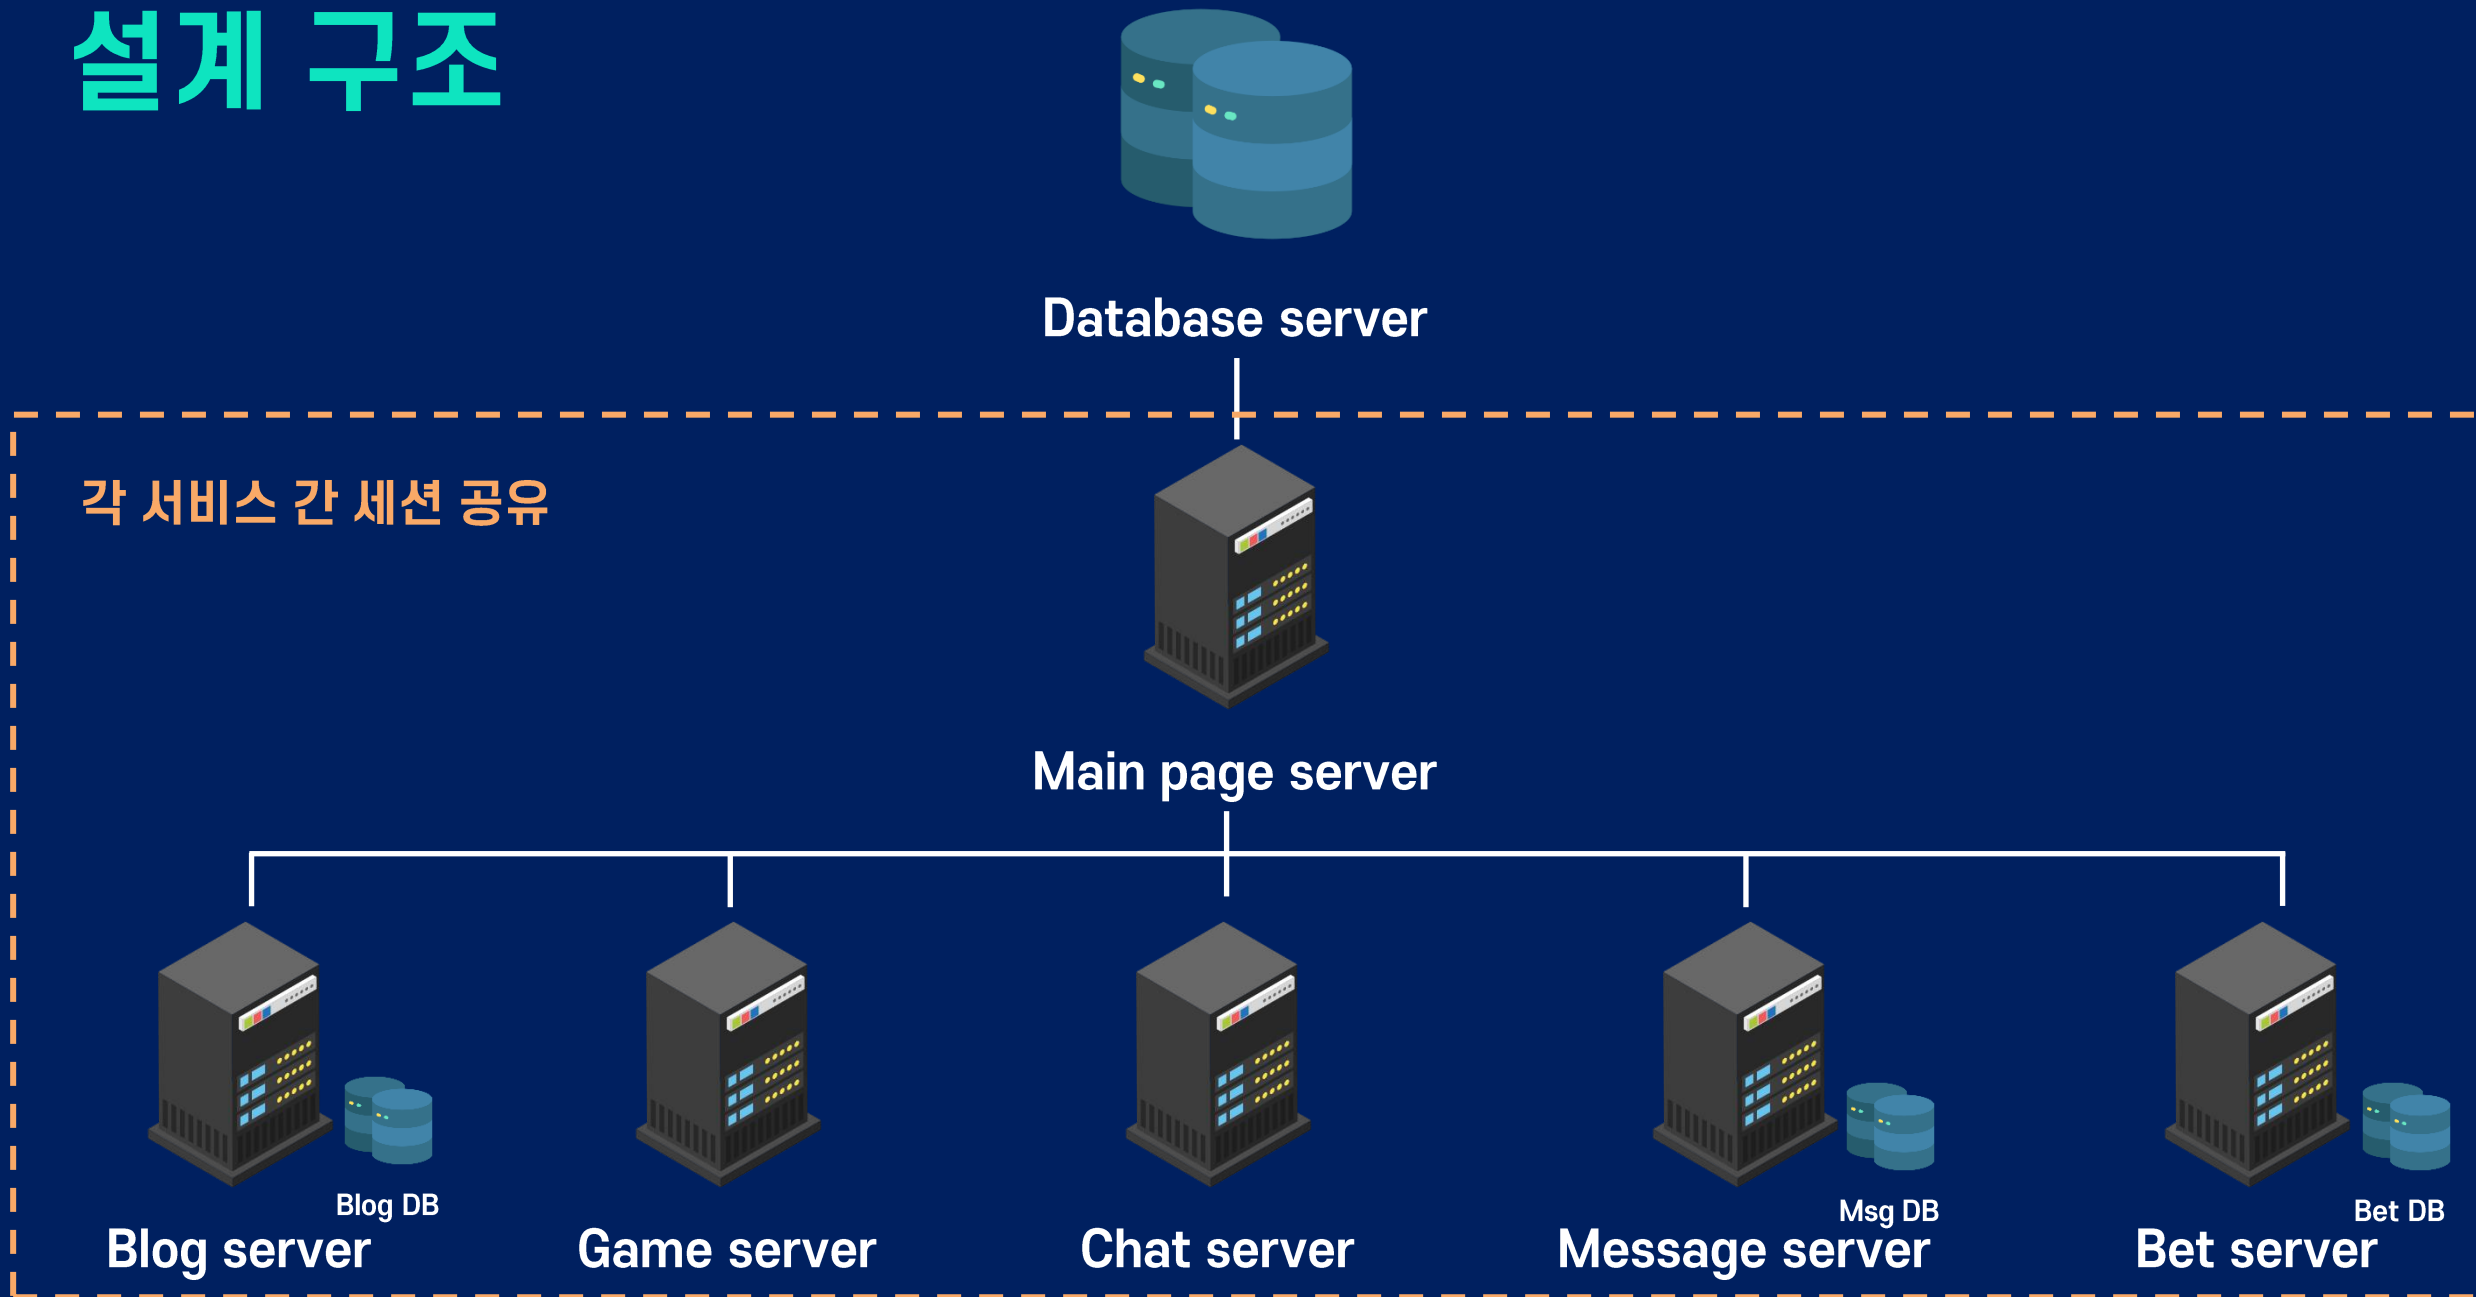 설계 구조
Database server
각 서비스 간 세션 공유
Main page server
Blog DB
Msg DB
Bet DB
Blog server
Game server
Chat server
Message server
Bet server